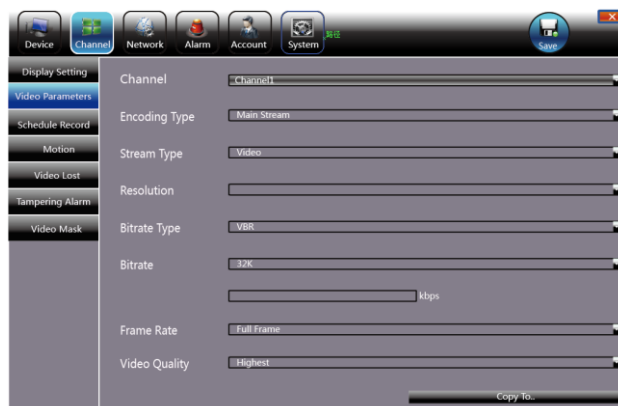 Device Channel Network Alarm Account System 路径 Save
Display Setting
Video Parameters
Schedule Record
Motion
Video Lost
Tampering Alarm
Video Mask
Channel Channel1
Encoding Type Main Stream
Stream Type Video
Resolution
Bitrate Type VBR
Bitrate 32K
kbps
Frame Rate Full Frame
Video Quality Highest
Copy To..